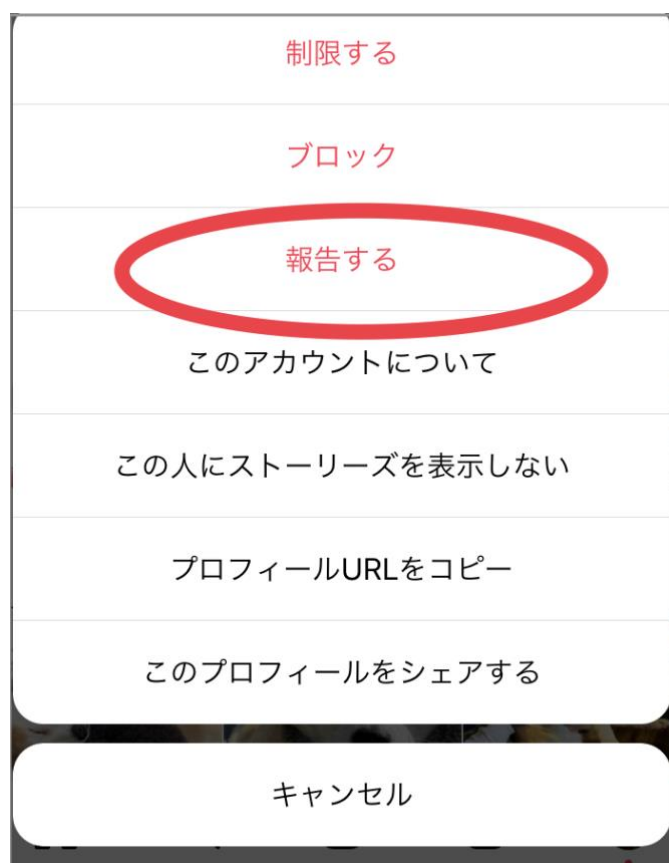 制限する
ブロック
報告する
このアカウントについて
この人にストーリーズを表示しない
プロフィールURLをコピー
このプロフィールをシェアする
キャンセル